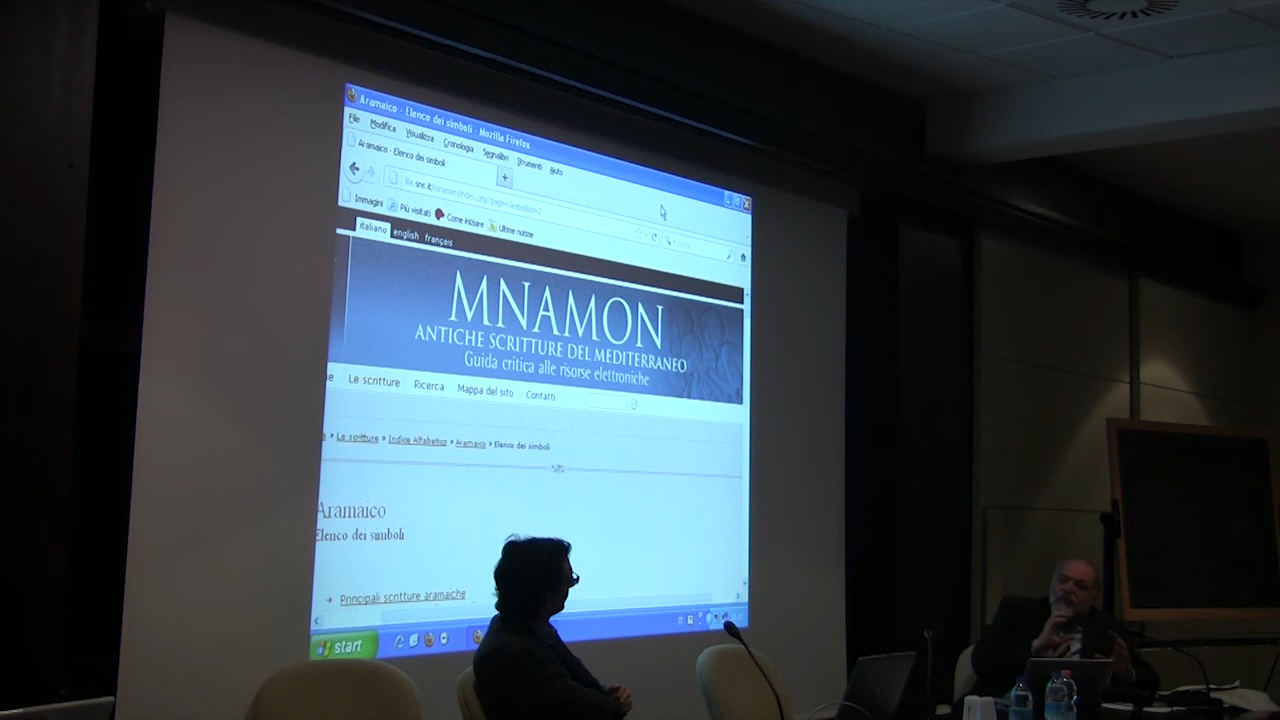 Aramaico - Elenco dei simboli - Mozilla Firefox
File Modifica Visualizza Cronologia Segnalibri Strumenti Aiuto
Aramaico - Elenco dei simboli
+
Immagini Più visitati Come iniziare Ultime notizie
italiano english français
MNAMON
ANTICHE SCRITTURE DEL MEDITERRANEO
Guida critica alle risorse elettroniche
Le scritture Ricerca Mappa del sito Contatti
> Le scritture > Indice Alfabetico > Aramaico > Elenco dei simboli
Aramaico
Elenco dei simboli
→ Principali scritture aramaiche
start